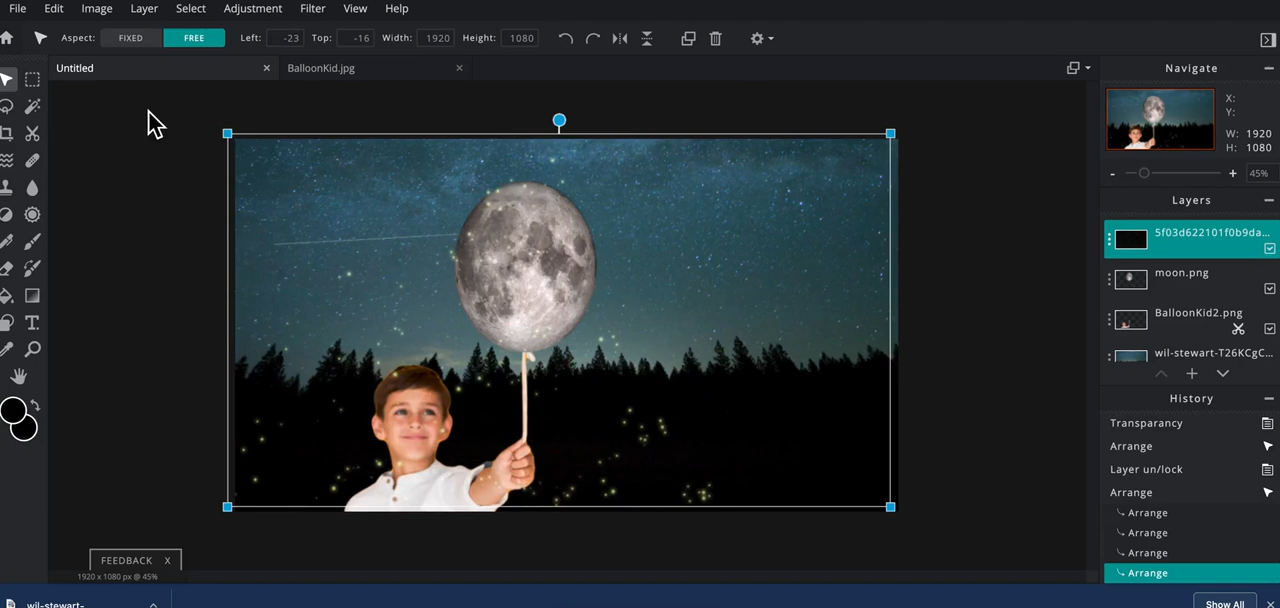 File Edit Image Layer Select Adjustment Filter View Help
Aspect: FIXED FREE Left: -23 Top: -16 Width: 1920 Height: 1080
Untitled × BalloonKid.jpg ×
Navigate
X:
Y:
W: 1920
H: 1080
- + 45%
Layers
5f03d622101f0b9da...
moon.png
BalloonKid2.png
wil-stewart-T26KCgC...
History
Transparancy
Arrange
Layer un/lock
Arrange
Arrange
Arrange
Arrange
Arrange
FEEDBACK X
1920 x 1080 px @ 45%
wil-stewart-
Show All ×